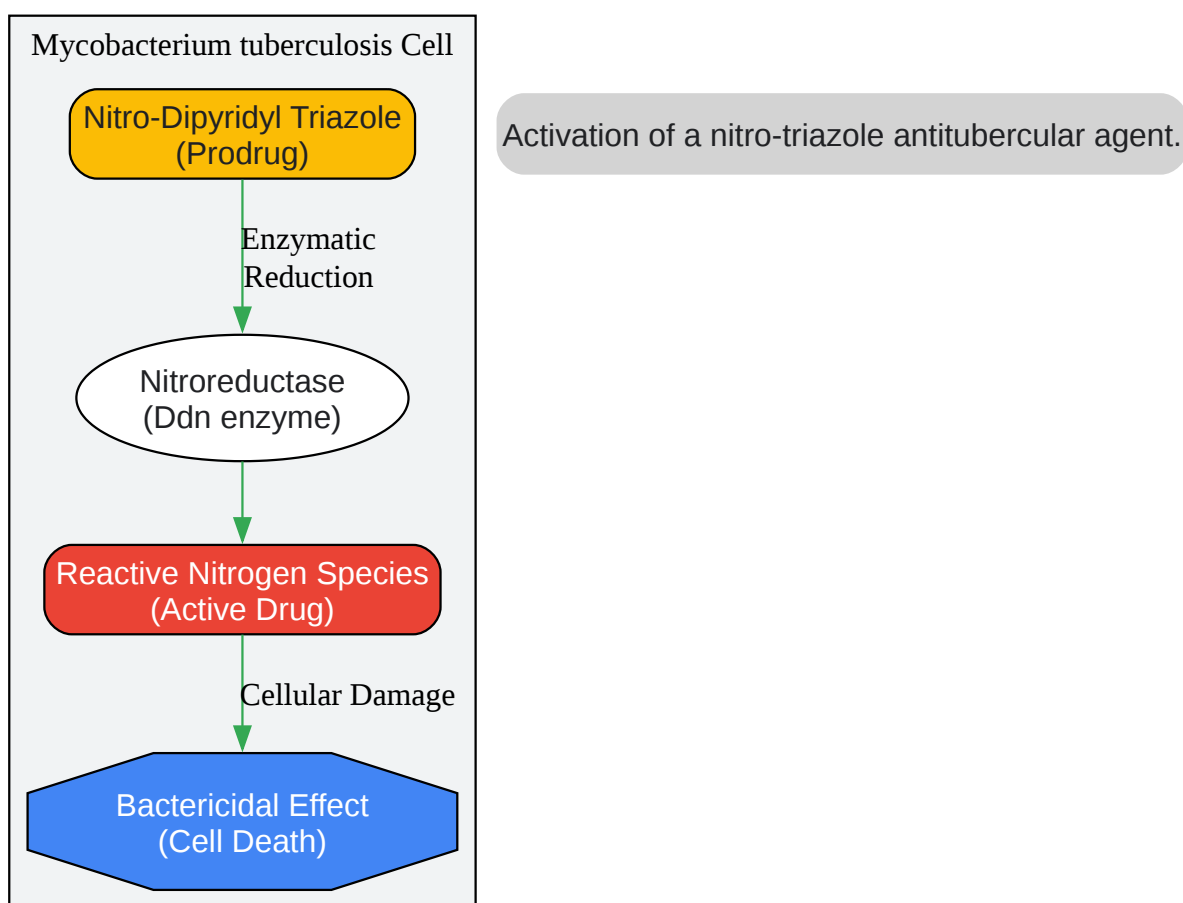 Mycobacterium tuberculosis Cell
Nitro-Dipyridyl Triazole
(Prodrug)
Activation of a nitro-triazole antitubercular agent.
Enzymatic
Reduction
Nitroreductase
(Ddn enzyme)
Reactive Nitrogen Species
(Active Drug)
Cellular Damage
Bactericidal Effect
(Cell Death)